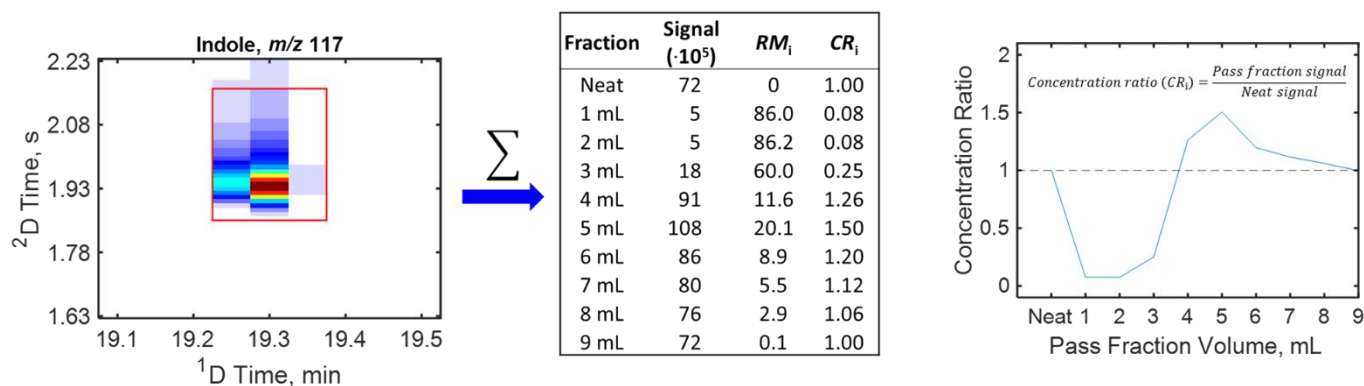 Indole, m/z 117
2.23
2.08
1.93
1.78
1.63
²D Time, s
19.1 19.2 19.3 19.4 19.5
¹D Time, min
∑
Fraction Signal (·10⁵) RMᵢ CRᵢ
Neat 72 0 1.00
1 mL 5 86.0 0.08
2 mL 5 86.2 0.08
3 mL 18 60.0 0.25
4 mL 91 11.6 1.26
5 mL 108 20.1 1.50
6 mL 86 8.9 1.20
7 mL 80 5.5 1.12
8 mL 76 2.9 1.06
9 mL 72 0.1 1.00
Concentration ratio (CRᵢ) = Pass fraction signal / Neat signal
2
1.5
1
0.5
0
Concentration Ratio
Neat 1 2 3 4 5 6 7 8 9
Pass Fraction Volume, mL